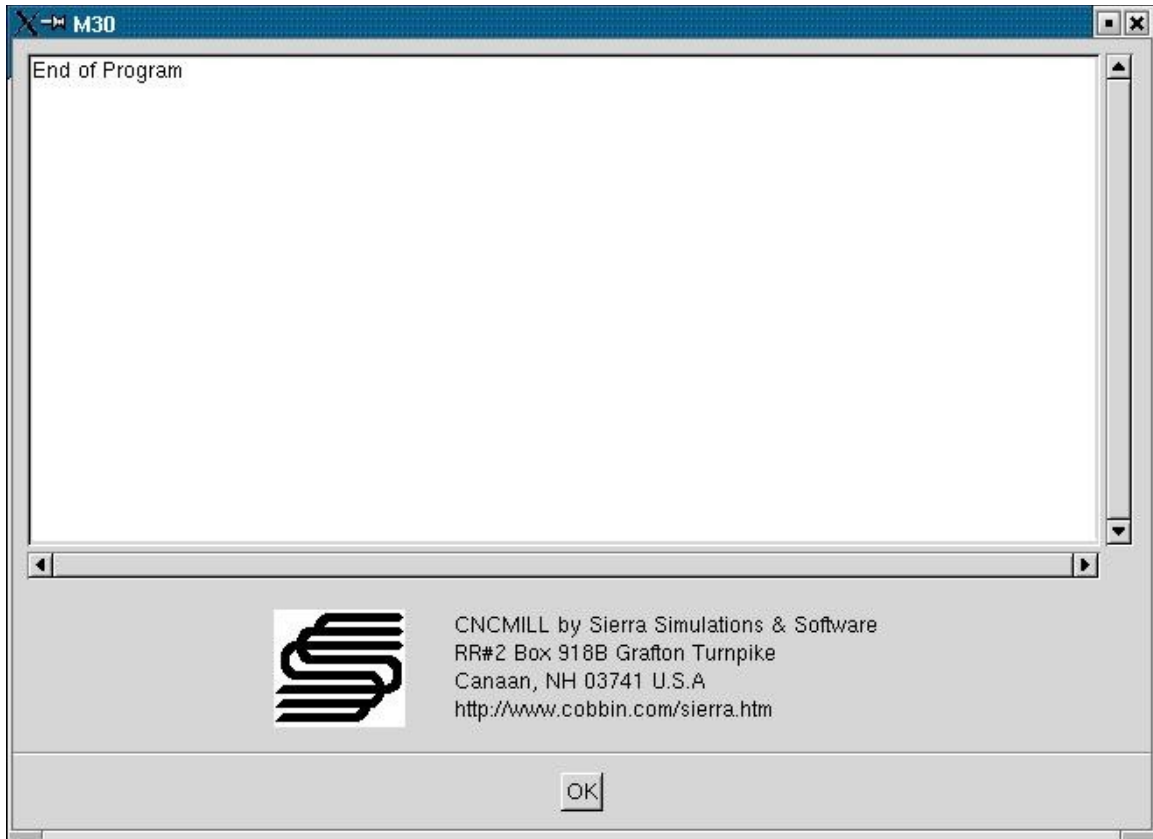 M30
End of Program
CNCMILL by Sierra Simulations & Software
RR#2 Box 918B Grafton Turnpike
Canaan, NH 03741 U.S.A
http://www.cobbin.com/sierra.htm
OK